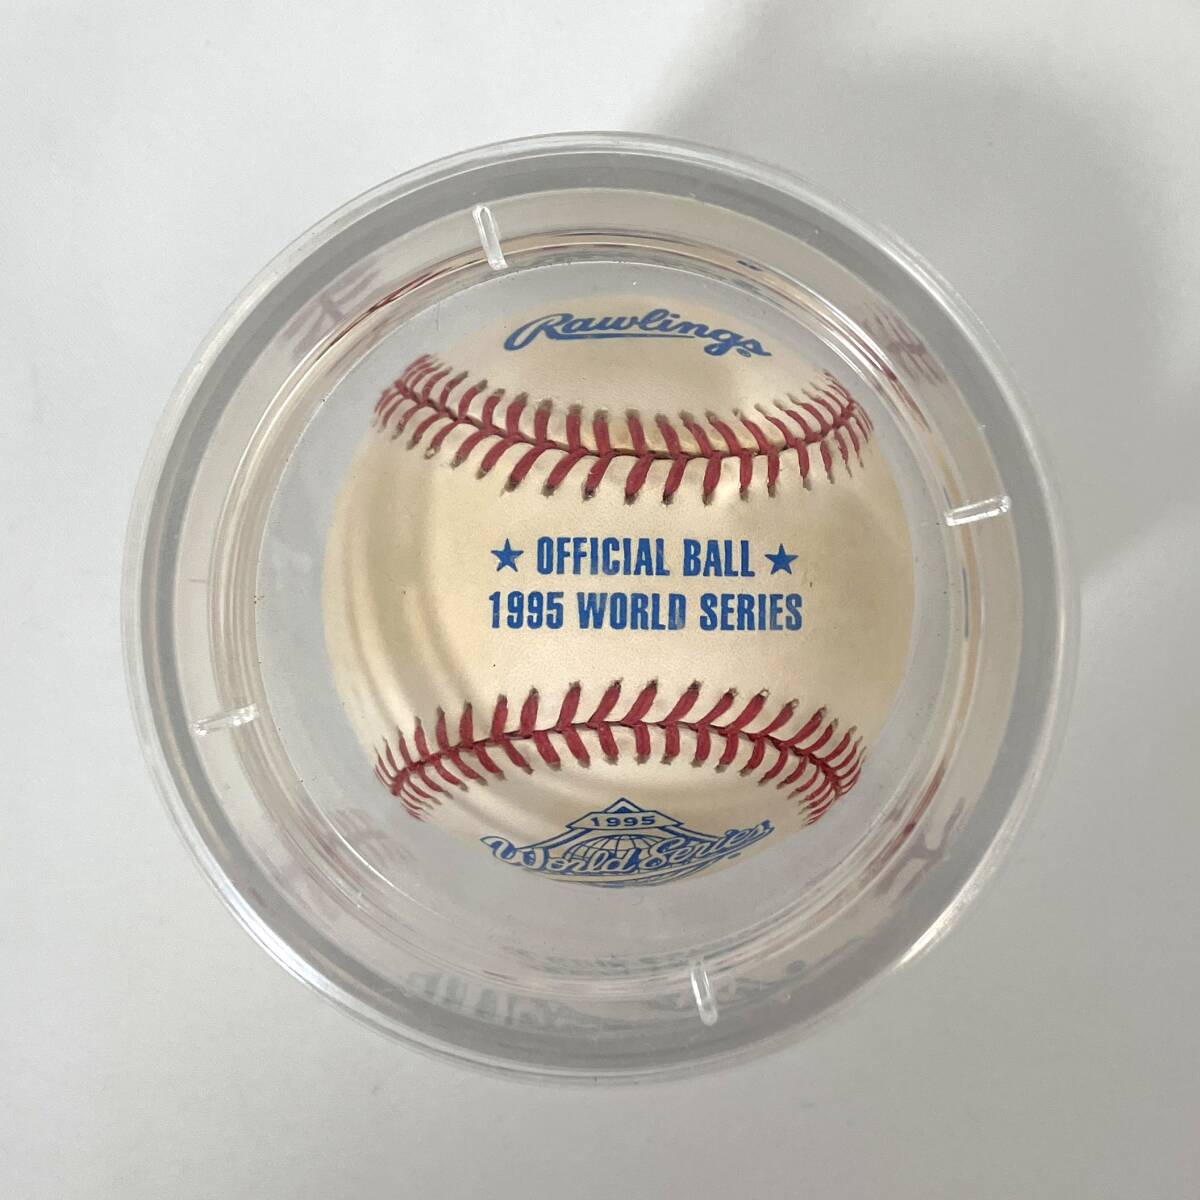 Rawlings®
★ OFFICIAL BALL ★
1995 WORLD SERIES
1995
World Series